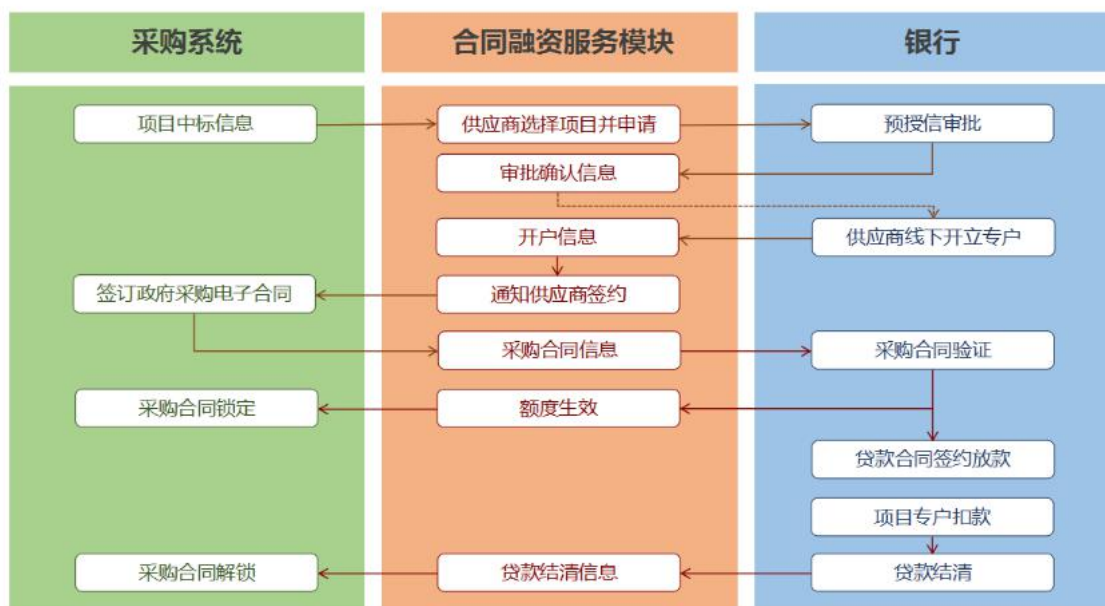 采购系统
合同融资服务模块
银行
项目中标信息
供应商选择项目并申请
预授信审批
审批确认信息
开户信息
供应商线下开立专户
签订政府采购电子合同
通知供应商签约
采购合同信息
采购合同验证
采购合同锁定
额度生效
贷款合同签约放款
项目专户扣款
采购合同解锁
贷款结清信息
贷款结清